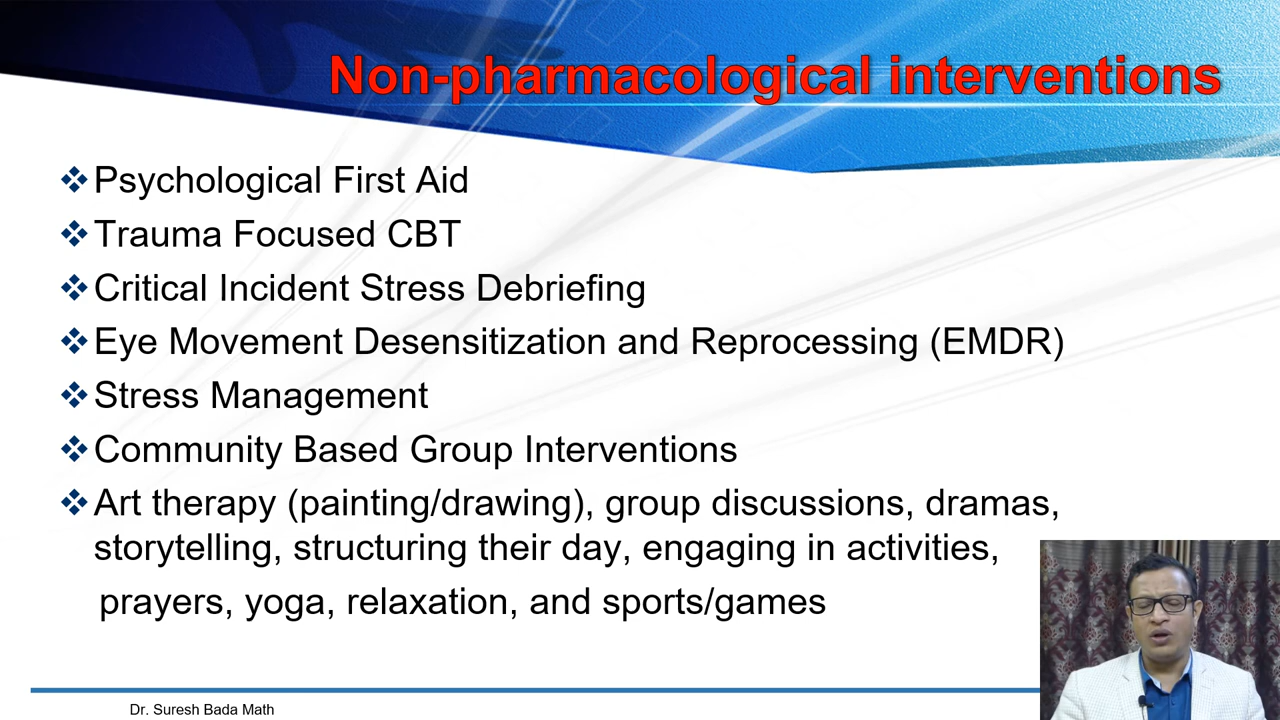 Non-pharmacological interventions
❖Psychological First Aid
❖Trauma Focused CBT
❖Critical Incident Stress Debriefing
❖Eye Movement Desensitization and Reprocessing (EMDR)
❖Stress Management
❖Community Based Group Interventions
❖Art therapy (painting/drawing), group discussions, dramas,
storytelling, structuring their day, engaging in activities,
prayers, yoga, relaxation, and sports/games
Dr. Suresh Bada Math